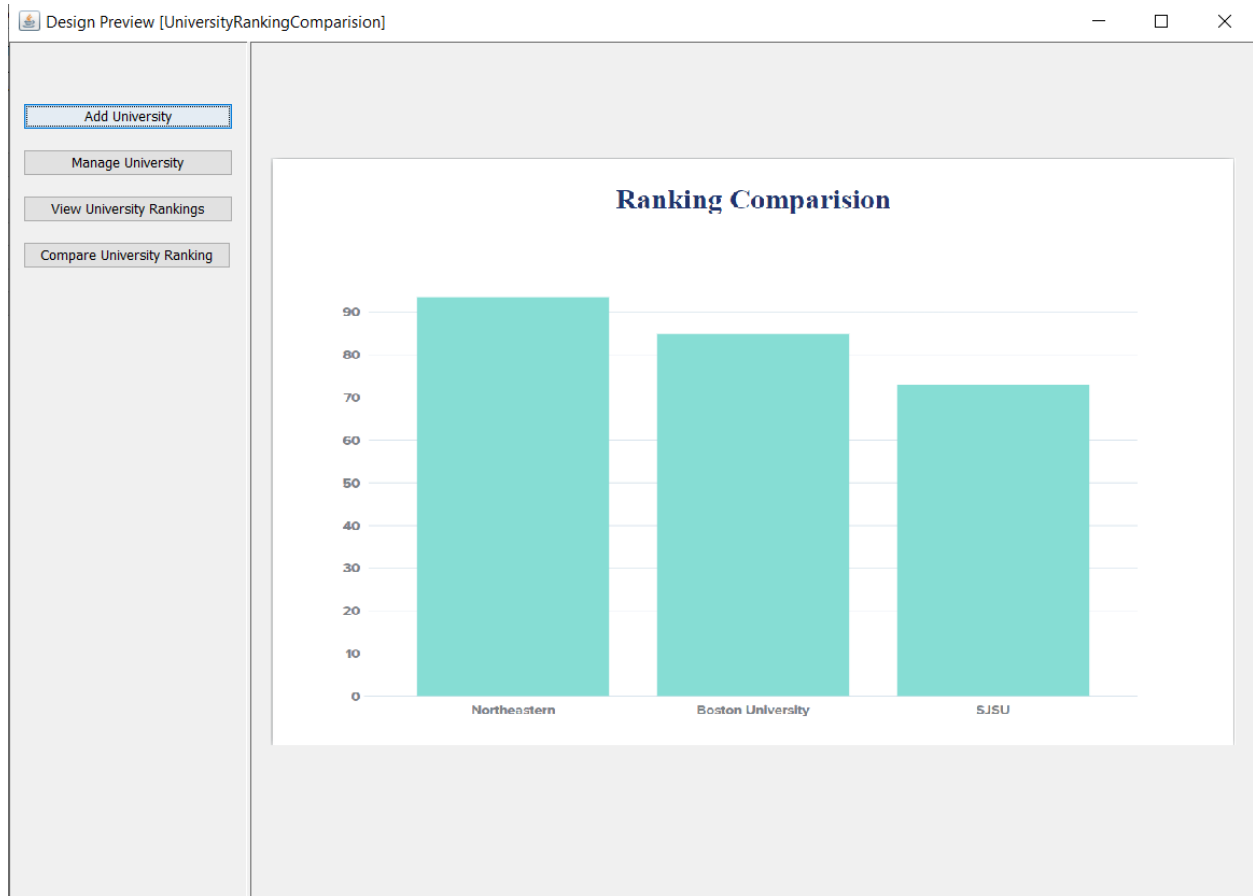 Design Preview [UniversityRankingComparision]
Add University
Manage University
View University Rankings
Compare University Ranking
Ranking Comparision
90
80
70
60
50
40
30
20
10
0
Northeastern Boston University SJSU